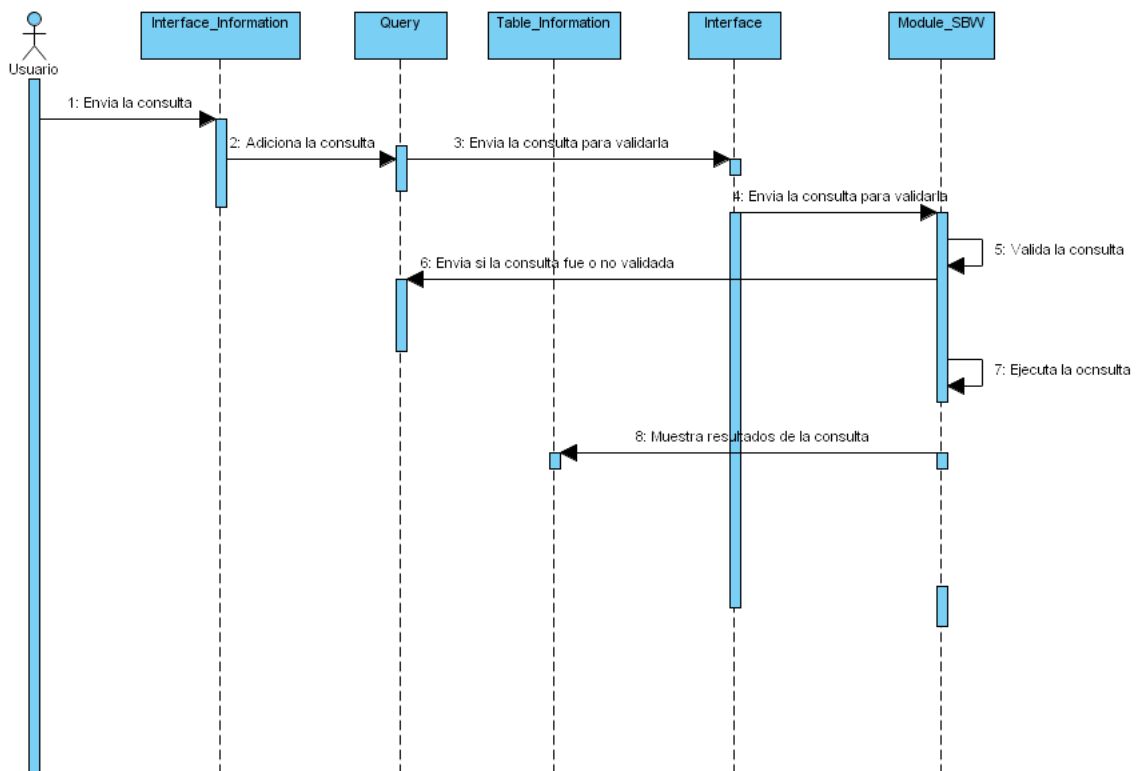 Interface_Information
Query
Table_Information
Interface
Module_SBW
Usuario
1: Envia la consulta
2: Adiciona la consulta
3: Envia la consulta para validarla
4: Envia la consulta para validarla
5: Valida la consulta
6: Envia si la consulta fue o no validada
7: Ejecuta la ocnsulta
8: Muestra resultados de la consulta